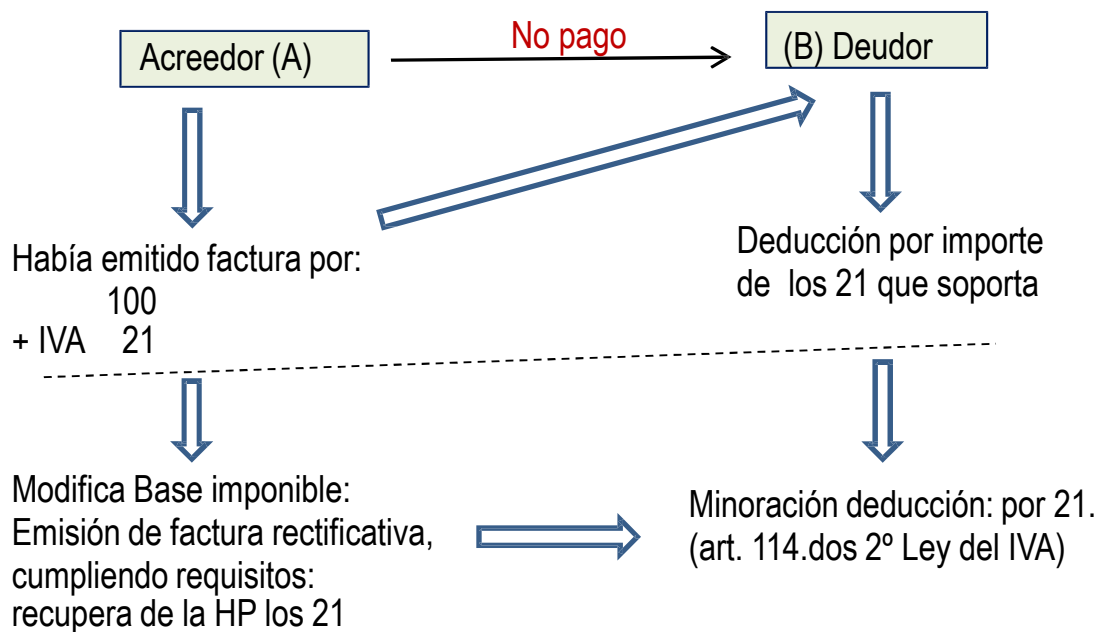 Acreedor (A)
No pago
(B) Deudor
Había emitido factura por:
100
+ IVA 21
Deducción por importe
de los 21 que soporta
Modifica Base imponible:
Emisión de factura rectificativa,
cumpliendo requisitos:
recupera de la HP los 21
Minoración deducción: por 21.
(art. 114.dos 2º Ley del IVA)